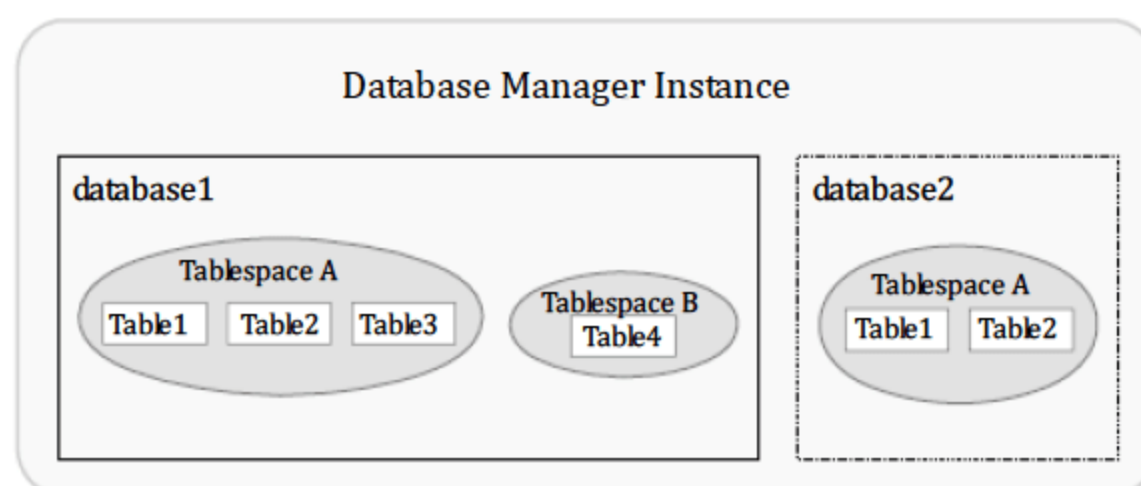 Database Manager Instance
database1
Tablespace A
Table1 Table2 Table3
Tablespace B
Table4
database2
Tablespace A
Table1 Table2